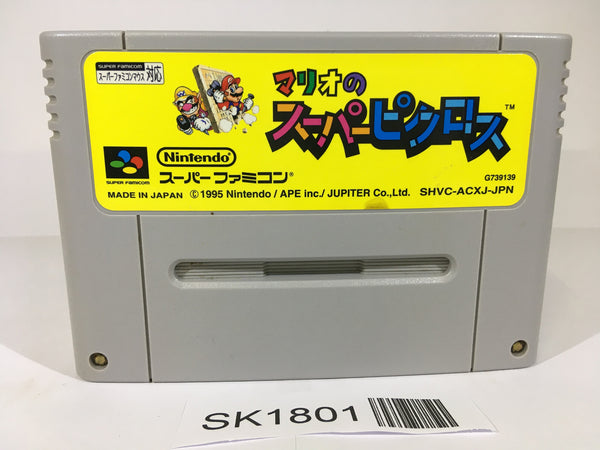 SUPER FAMICOM
スーパーファミコンマウス 対応
マリオの
スーパーピクロス™
Nintendo
スーパーファミコン®
SUPER FAMICOM
G739139
MADE IN JAPAN ©1995 Nintendo / APE inc./ JUPITER Co.,Ltd. SHVC-ACXJ-JPN
SK1801